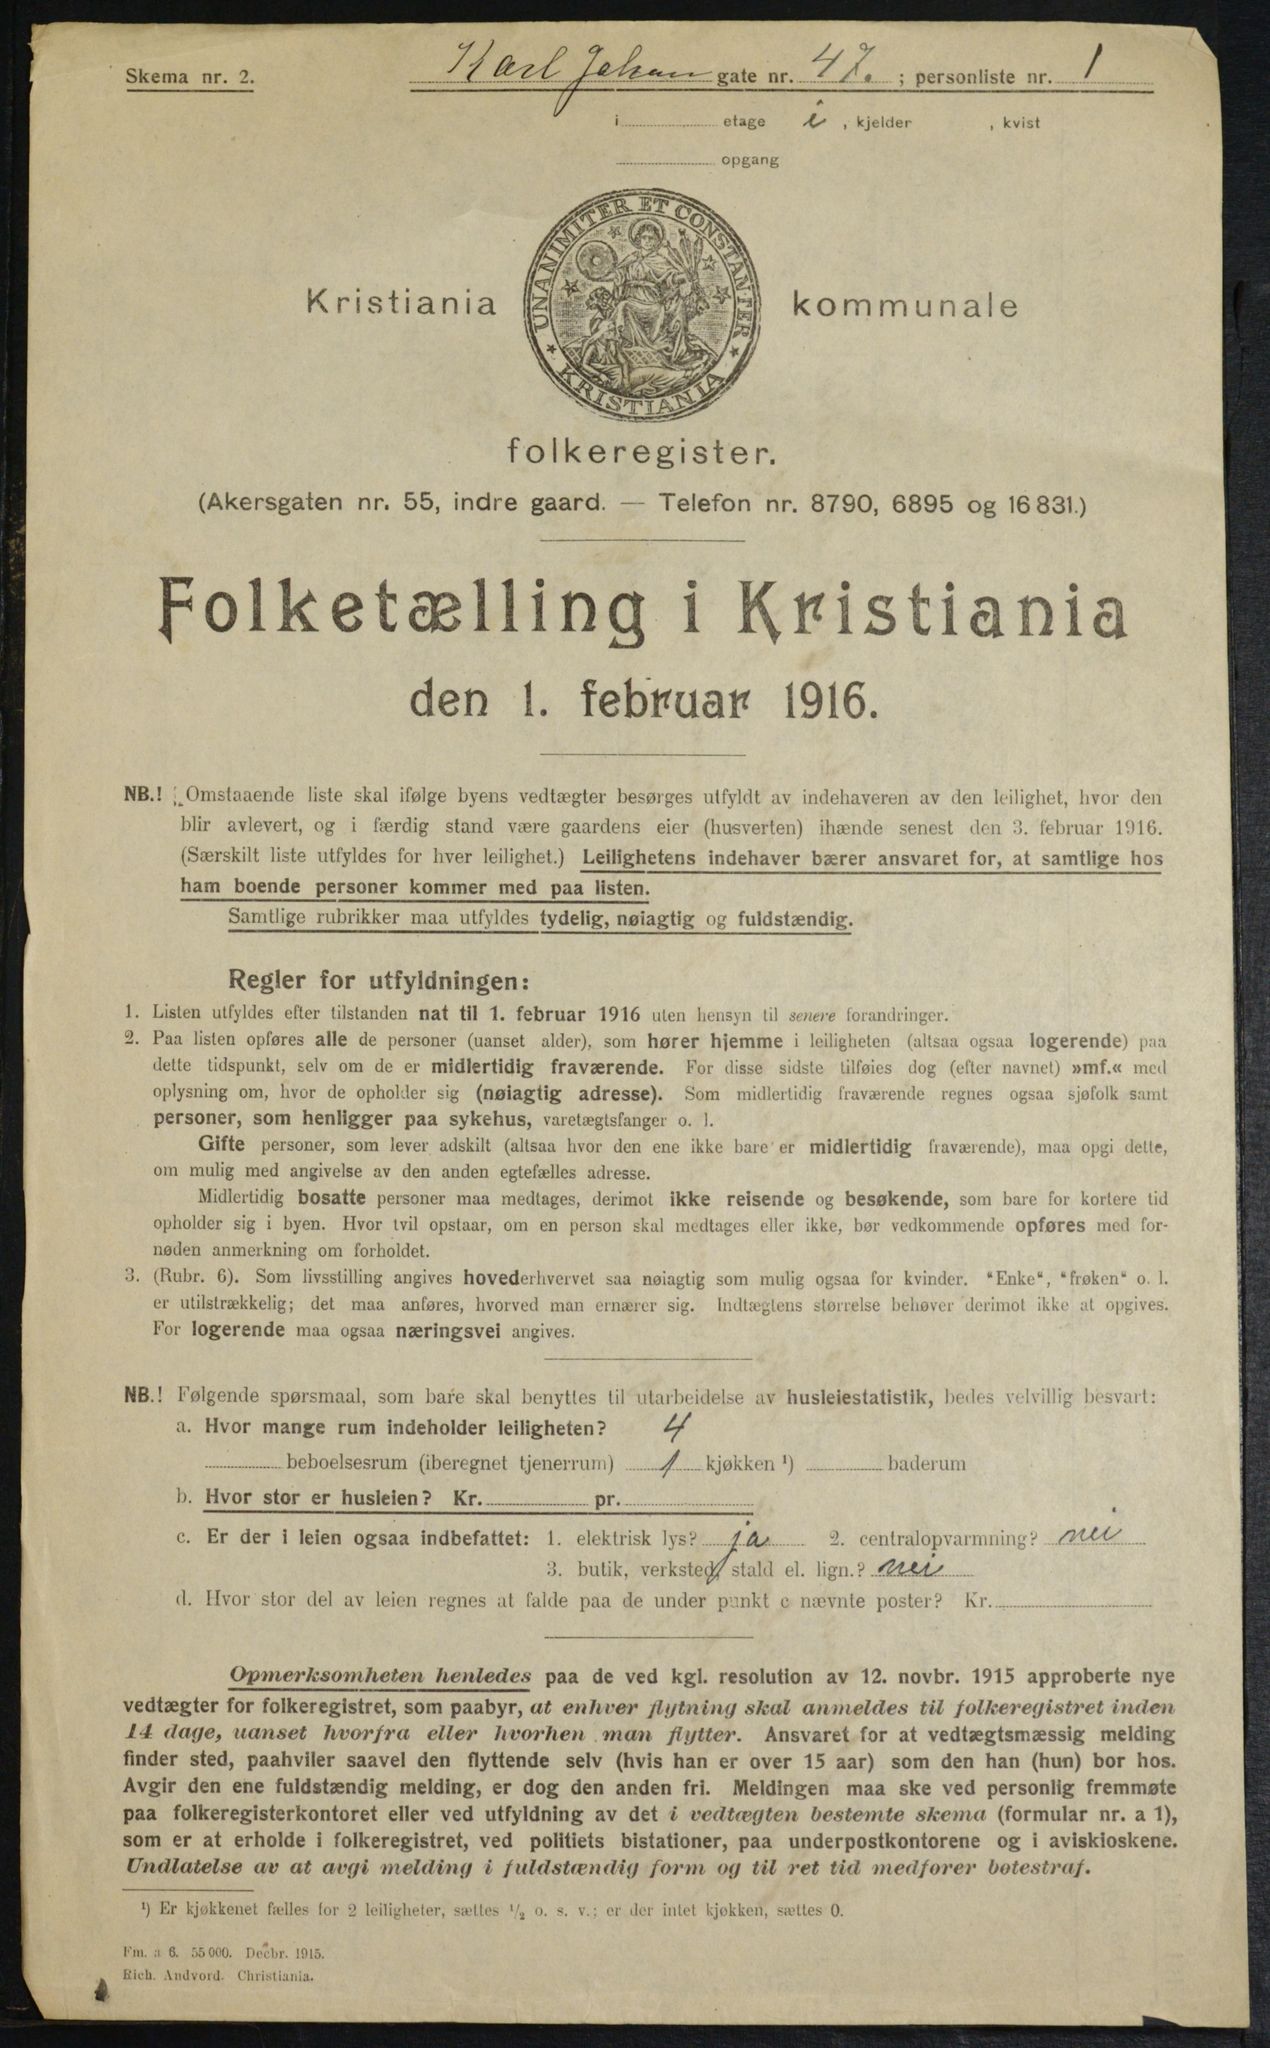 Skema nr. 2.
Karl Johan gate nr. 47. ; personliste nr. 1
i etage i , kjelder , kvist
opgang
UNANIMITER ET CONSTANTER
★ KRISTIANIA ★
Kristiania kommunale
folkeregister.
(Akersgaten nr. 55, indre gaard. — Telefon nr. 8790, 6895 og 16 831.)
Folketælling i Kristiania
den 1. februar 1916.
NB.! Omstaaende liste skal ifølge byens vedtægter besørges utfyldt av indehaveren av den leilighet, hvor den
blir avlevert, og i færdig stand være gaardens eier (husverten) ihænde senest den 3. februar 1916.
(Særskilt liste utfyldes for hver leilighet.) Leilighetens indehaver bærer ansvaret for, at samtlige hos
ham boende personer kommer med paa listen.
Samtlige rubrikker maa utfyldes tydelig, nøiagtig og fuldstændig.
Regler for utfyldningen:
1. Listen utfyldes efter tilstanden nat til 1. februar 1916 uten hensyn til senere forandringer.
2. Paa listen opføres alle de personer (uanset alder), som hører hjemme i leiligheten (altsaa ogsaa logerende) paa
dette tidspunkt, selv om de er midlertidig fraværende. For disse sidste tilføies dog (efter navnet) »mf.« med
oplysning om, hvor de opholder sig (nøiagtig adresse). Som midlertidig fraværende regnes ogsaa sjøfolk samt
personer, som henligger paa sykehus, varetægtsfanger o. l.
Gifte personer, som lever adskilt (altsaa hvor den ene ikke bare er midlertidig fraværende), maa opgi dette,
om mulig med angivelse av den anden egtefælles adresse.
Midlertidig bosatte personer maa medtages, derimot ikke reisende og besøkende, som bare for kortere tid
opholder sig i byen. Hvor tvil opstaar, om en person skal medtages eller ikke, bør vedkommende opføres med for-
nøden anmerkning om forholdet.
3. (Rubr. 6). Som livsstilling angives hovederhvervet saa nøiagtig som mulig ogsaa for kvinder. "Enke", "frøken" o. l.
er utilstrækkelig; det maa anføres, hvorved man ernærer sig. Indtægtens størrelse behøver derimot ikke at opgives.
For logerende maa ogsaa næringsvei angives.
NB.! Følgende spørsmaal, som bare skal benyttes til utarbeidelse av husleiestatistik, bedes velvillig besvart:
a. Hvor mange rum indeholder leiligheten? 4
beboelsesrum (iberegnet tjenerrum) 1 kjøkken ¹) baderum
b. Hvor stor er husleien? Kr. pr.
c. Er der i leien ogsaa indbefattet: 1. elektrisk lys? ja 2. centralopvarmning? nei
3. butik, verksted, stald el. lign.? nei
d. Hvor stor del av leien regnes at falde paa de under punkt c nævnte poster? Kr.
Opmerksomheten henledes paa de ved kgl. resolution av 12. novbr. 1915 approberte nye
vedtægter for folkeregistret, som paabyr, at enhver flytning skal anmeldes til folkeregistret inden
14 dage, uanset hvorfra eller hvorhen man flytter. Ansvaret for at vedtægtsmæssig melding
finder sted, paahviler saavel den flyttende selv (hvis han er over 15 aar) som den han (hun) bor hos.
Avgir den ene fuldstændig melding, er dog den anden fri. Meldingen maa ske ved personlig fremmøte
paa folkeregisterkontoret eller ved utfyldning av det i vedtægten bestemte skema (formular nr. a 1),
som er at erholde i folkeregistret, ved politiets bistationer, paa underpostkontorene og i aviskioskene.
Undlatelse av at avgi melding i fuldstændig form og til ret tid medfører bøtestraf.
¹) Er kjøkkenet fælles for 2 leiligheter, sættes ½ o. s. v.; er der intet kjøkken, sættes 0.
Fm. a 6. 55 000. Decbr. 1915.
Rich. Andvord. Christiania.